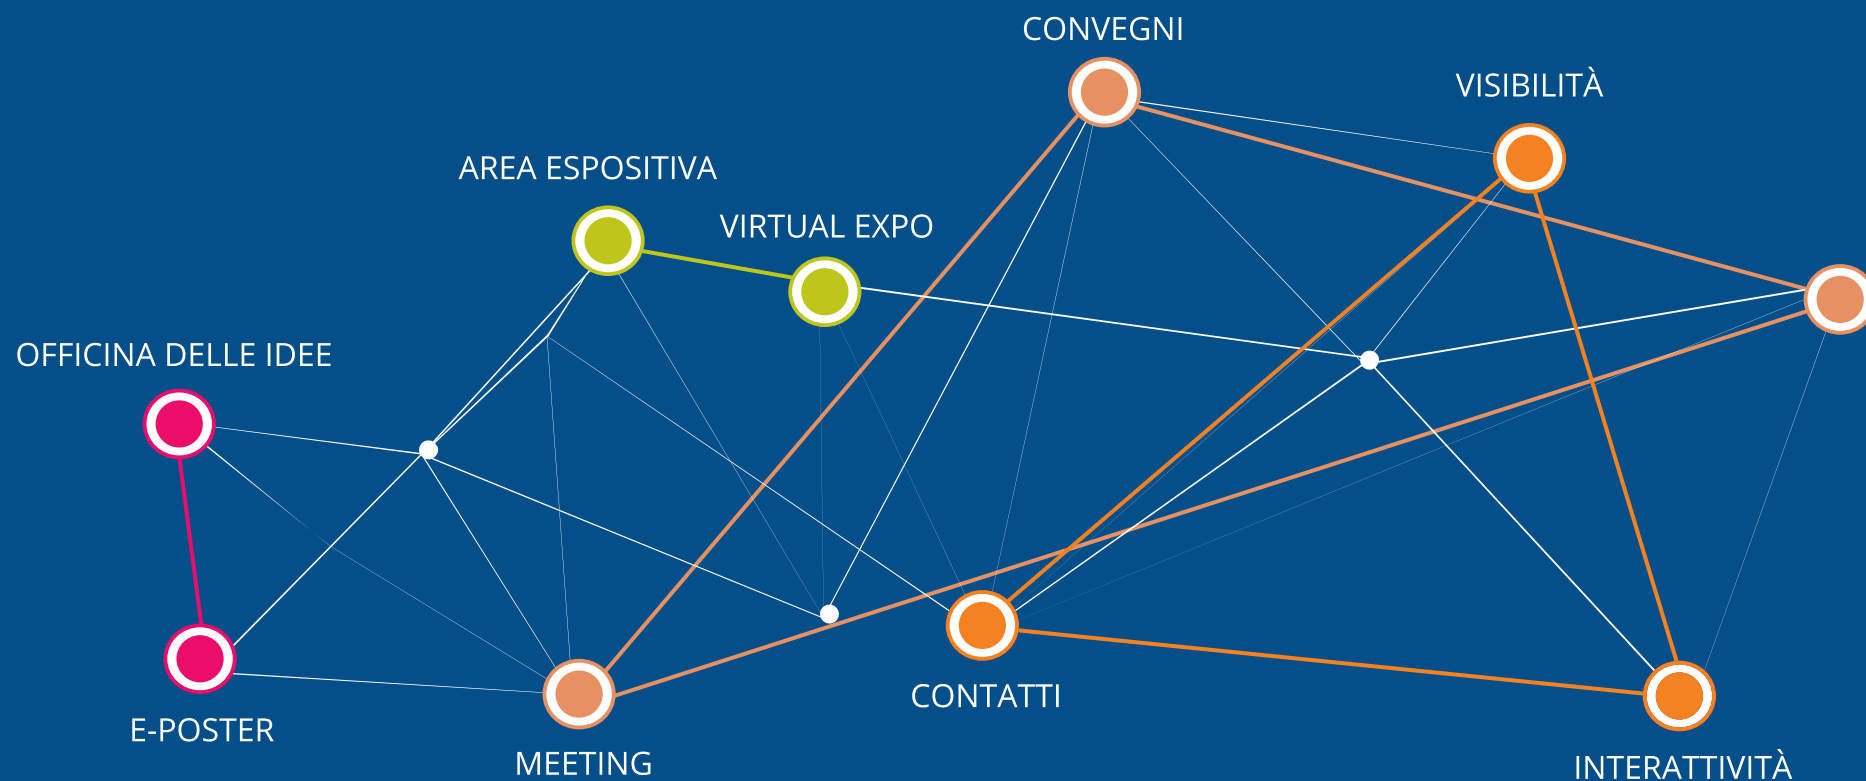 CONVEGNI
VISIBILITÀ
AREA ESPOSITIVA
VIRTUAL EXPO
OFFICINA DELLE IDEE
CONTATTI
E-POSTER
MEETING
INTERATTIVITÀ